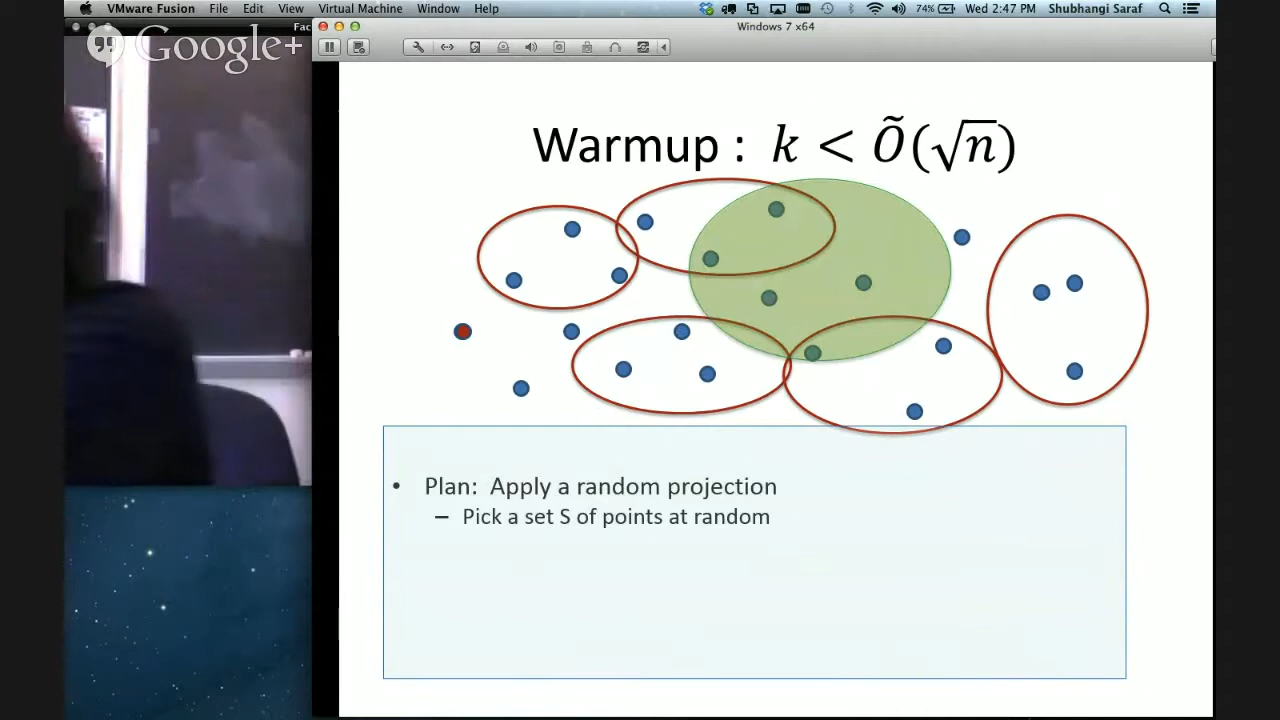 VMware Fusion File Edit View Virtual Machine Window Help 74% Wed 2:47 PM Shubhangi Saraf
Fac
Windows 7 x64
Google+
Warmup : k < Õ(√n)
• Plan: Apply a random projection
– Pick a set S of points at random